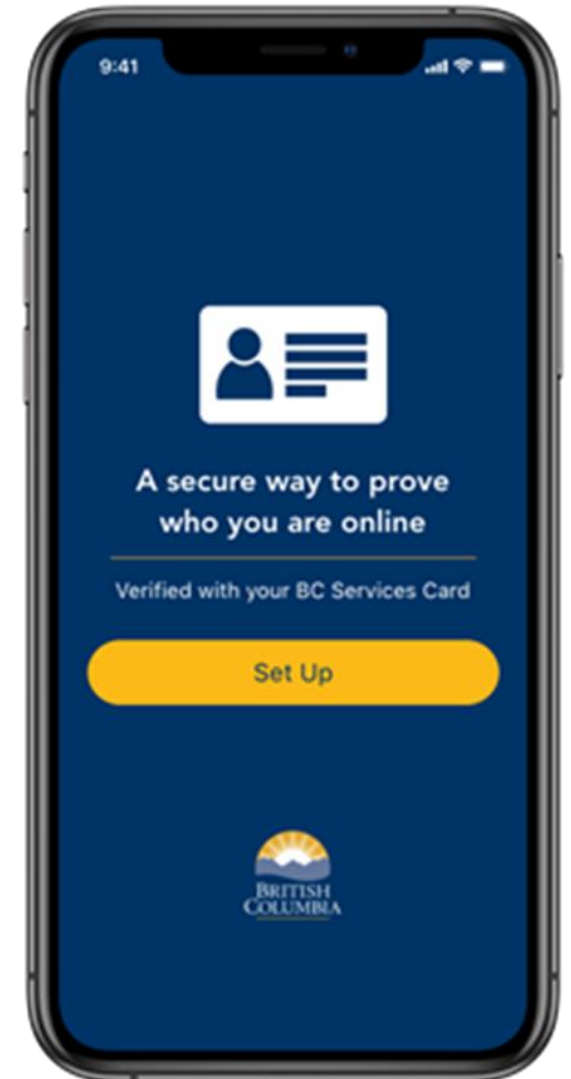 9:41
A secure way to prove
who you are online
Verified with your BC Services Card
Set Up
BRITISH
COLUMBIA